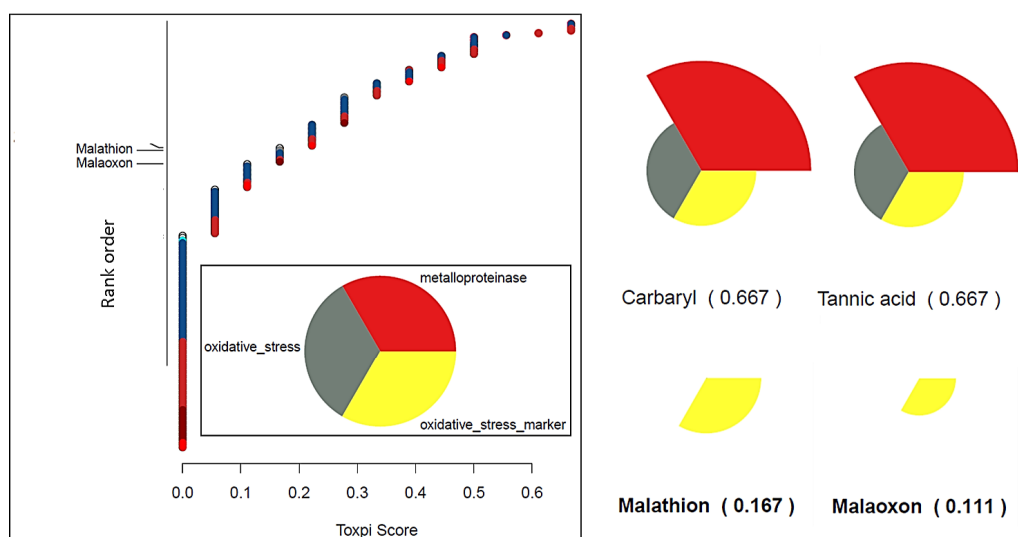 Malathion
Malaoxon
Rank order
metalloproteinase
oxidative_stress
oxidative_stress_marker
0.0 0.1 0.2 0.3 0.4 0.5 0.6
Toxpi Score
Carbaryl ( 0.667) Tannic acid ( 0.667)
Malathion ( 0.167) Malaoxon ( 0.111)